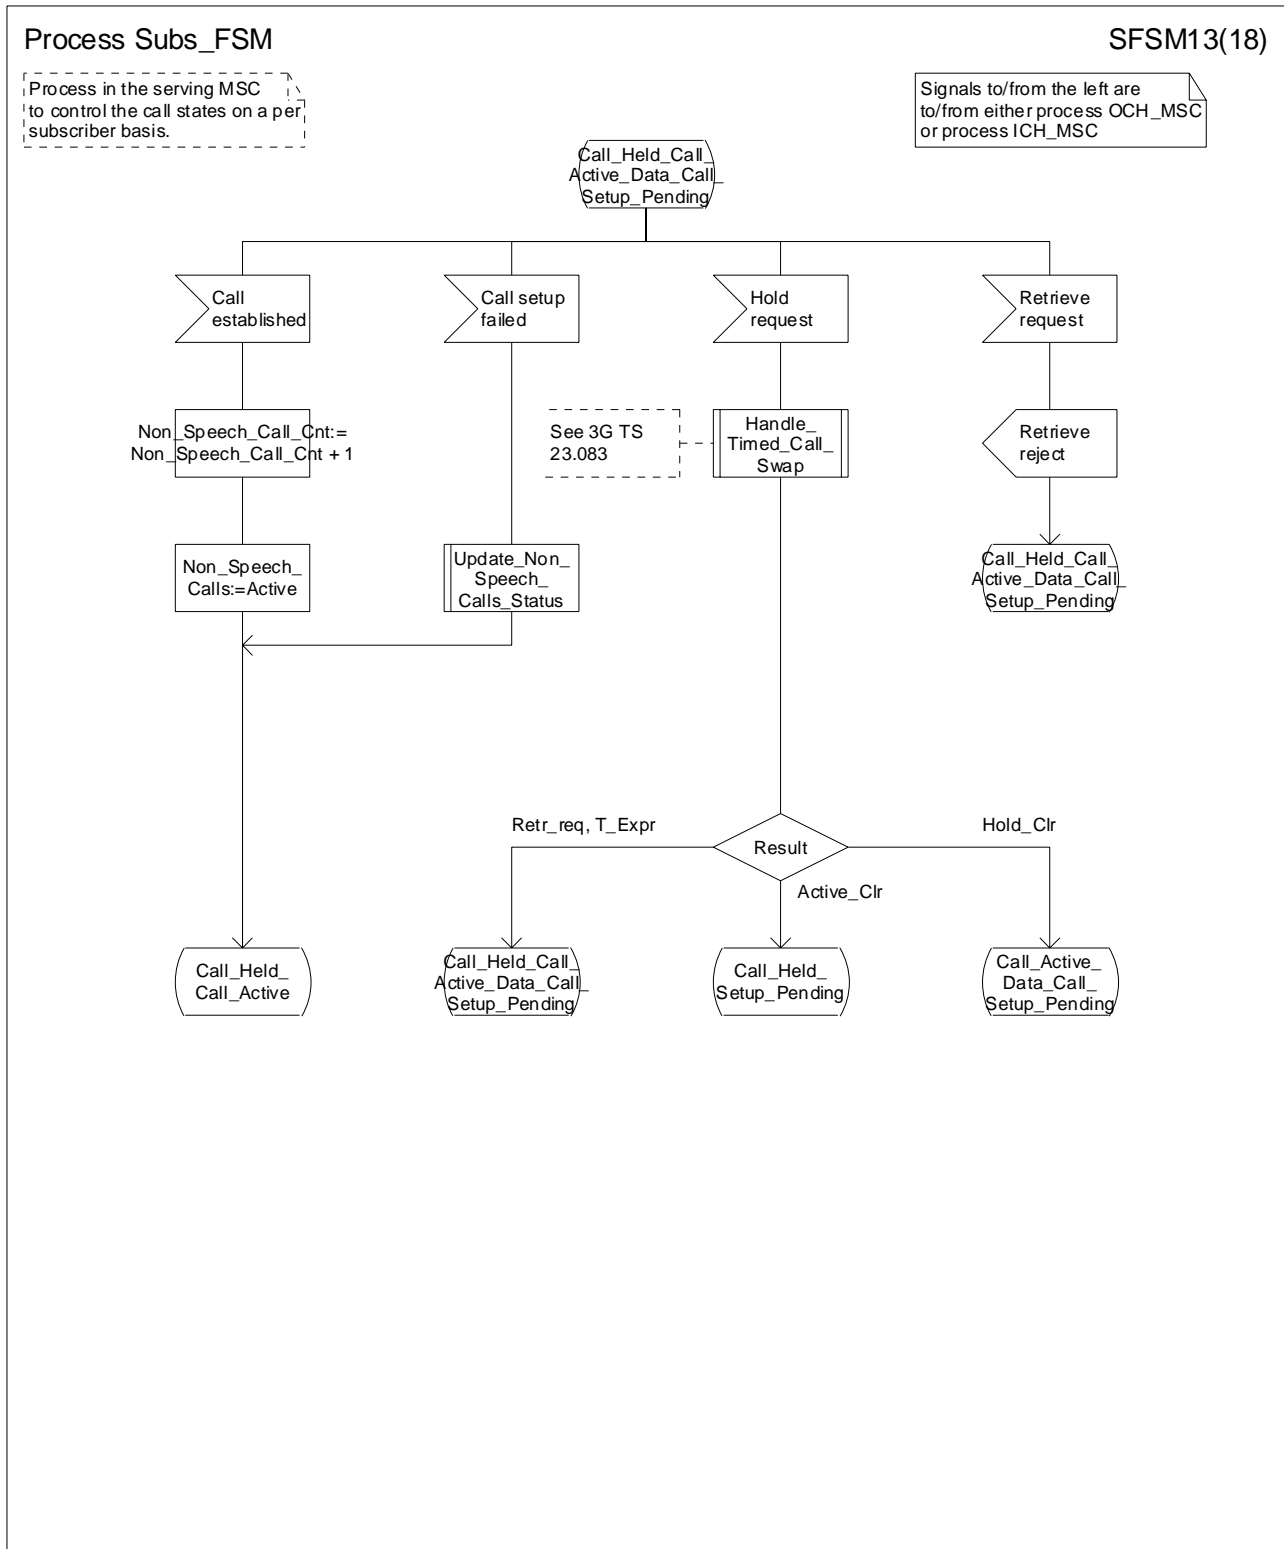 Process Subs_FSM
SFSM13(18)
Process in the serving MSC
to control the call states on a per
subscriber basis.
Signals to/from the left are
to/from either process OCH_MSC
or process ICH_MSC
Call_Held_Call_
Active_Data_Call_
Setup_Pending
Call
established
Call setup
failed
Hold
request
Retrieve
request
Non_Speech_Call_Cnt:=
Non_Speech_Call_Cnt + 1
See 3G TS
23.083
Handle_
Timed_Call_
Swap
Retrieve
reject
Non_Speech_
Calls:=Active
Update_Non_
Speech_
Calls_Status
Call_Held_Call_
Active_Data_Call_
Setup_Pending
Retr_req, T_Expr
Result
Hold_Clr
Active_Clr
Call_Held_
Call_Active
Call_Held_Call_
Active_Data_Call_
Setup_Pending
Call_Held_
Setup_Pending
Call_Active_
Data_Call_
Setup_Pending